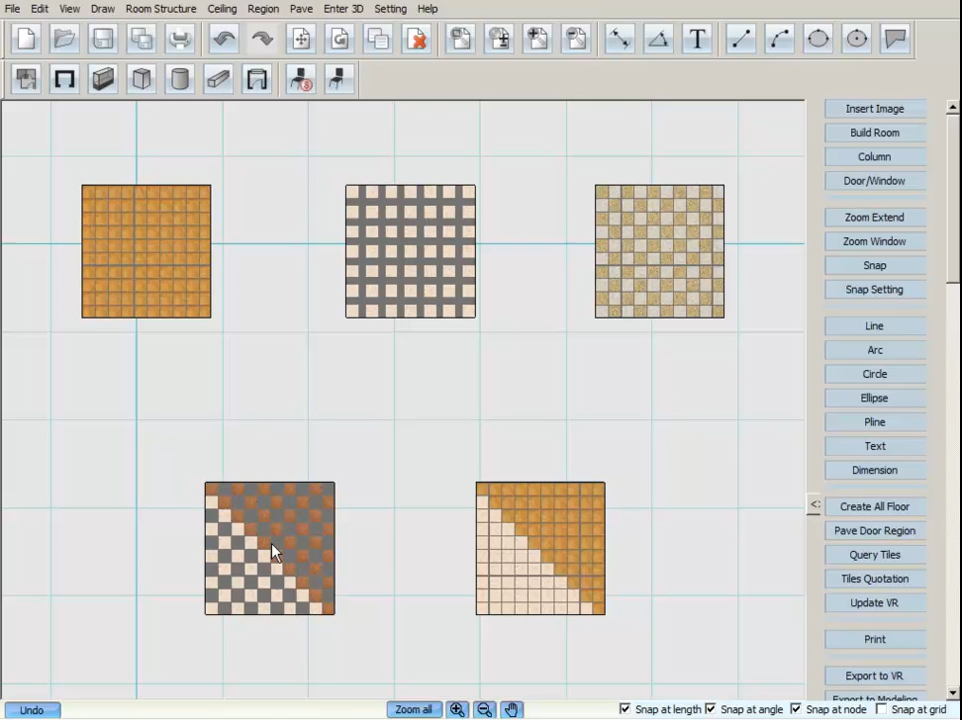 File Edit View Draw Room Structure Ceiling Region Pave Enter 3D Setting Help
T
Insert Image
Build Room
Column
Door/Window
Zoom Extend
Zoom Window
Snap
Snap Setting
Line
Arc
Circle
Ellipse
Pline
Text
Dimension
<:
Create All Floor
Pave Door Region
Query Tiles
Tiles Quotation
Update VR
Print
Export to VR
Export to Modeling
Undo Zoom all Snap at length Snap at angle Snap at node Snap at grid